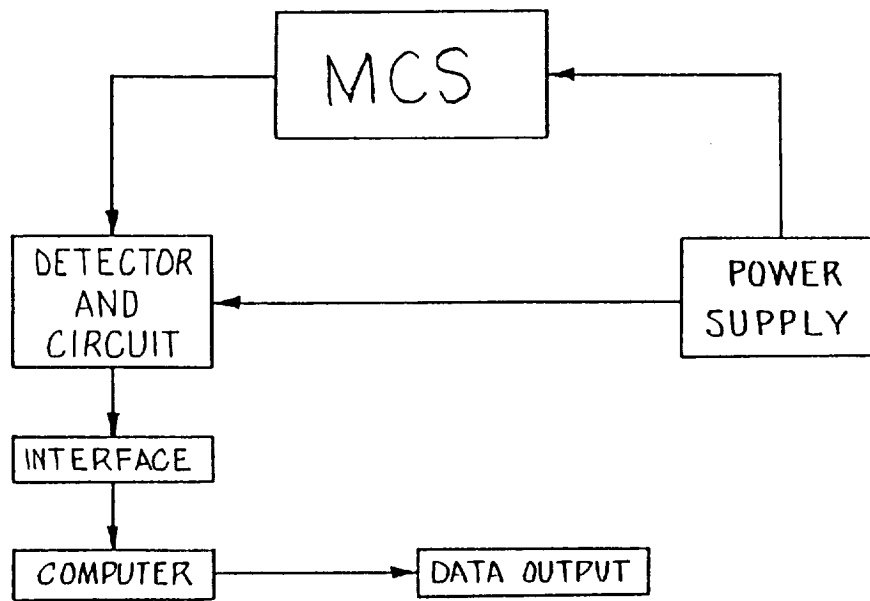 MCS
DETECTOR
AND
CIRCUIT
POWER
SUPPLY
INTERFACE
COMPUTER
DATA OUTPUT